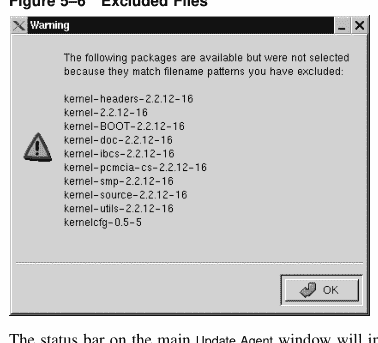 Figure 5–6 Excluded Files
Warning
The following packages are available but were not selected
because they match filename patterns you have excluded:
kernel-headers-2.2.12-16
kernel-2.2.12-16
kernel-BOOT-2.2.12-16
kernel-doc-2.2.12-16
kernel-ibcs-2.2.12-16
kernel-pcmcia-cs-2.2.12-16
kernel-smp-2.2.12-16
kernel-source-2.2.12-16
kernel-utils-2.2.12-16
kernelcfg-0.5-5
OK
The status bar on the main Update Agent window will in